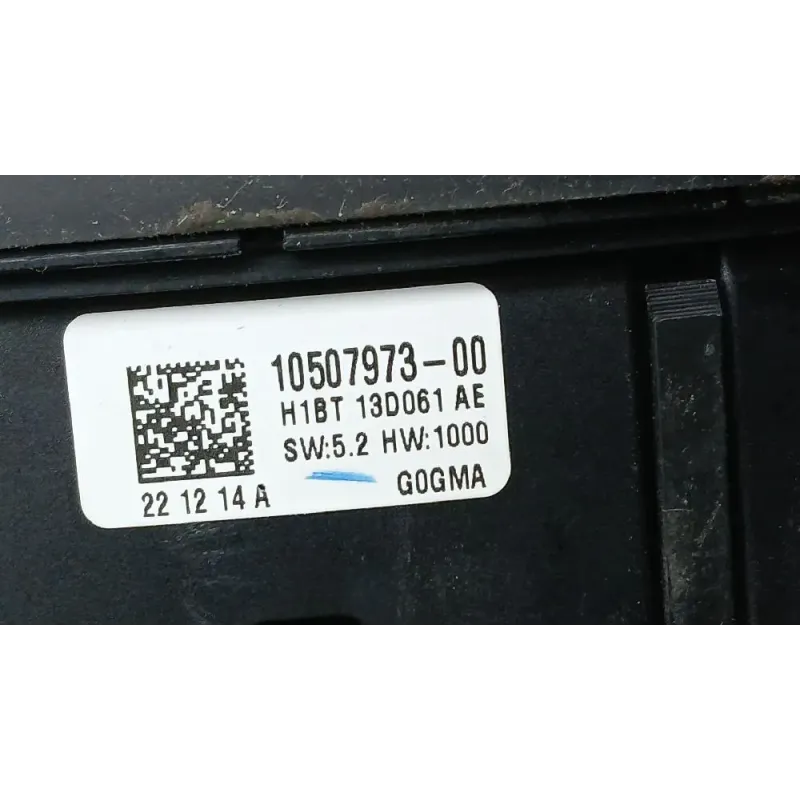 10507973-00
H1BT 13D061 AE
SW:5.2 HW:1000
G0GMA
22 12 14 A